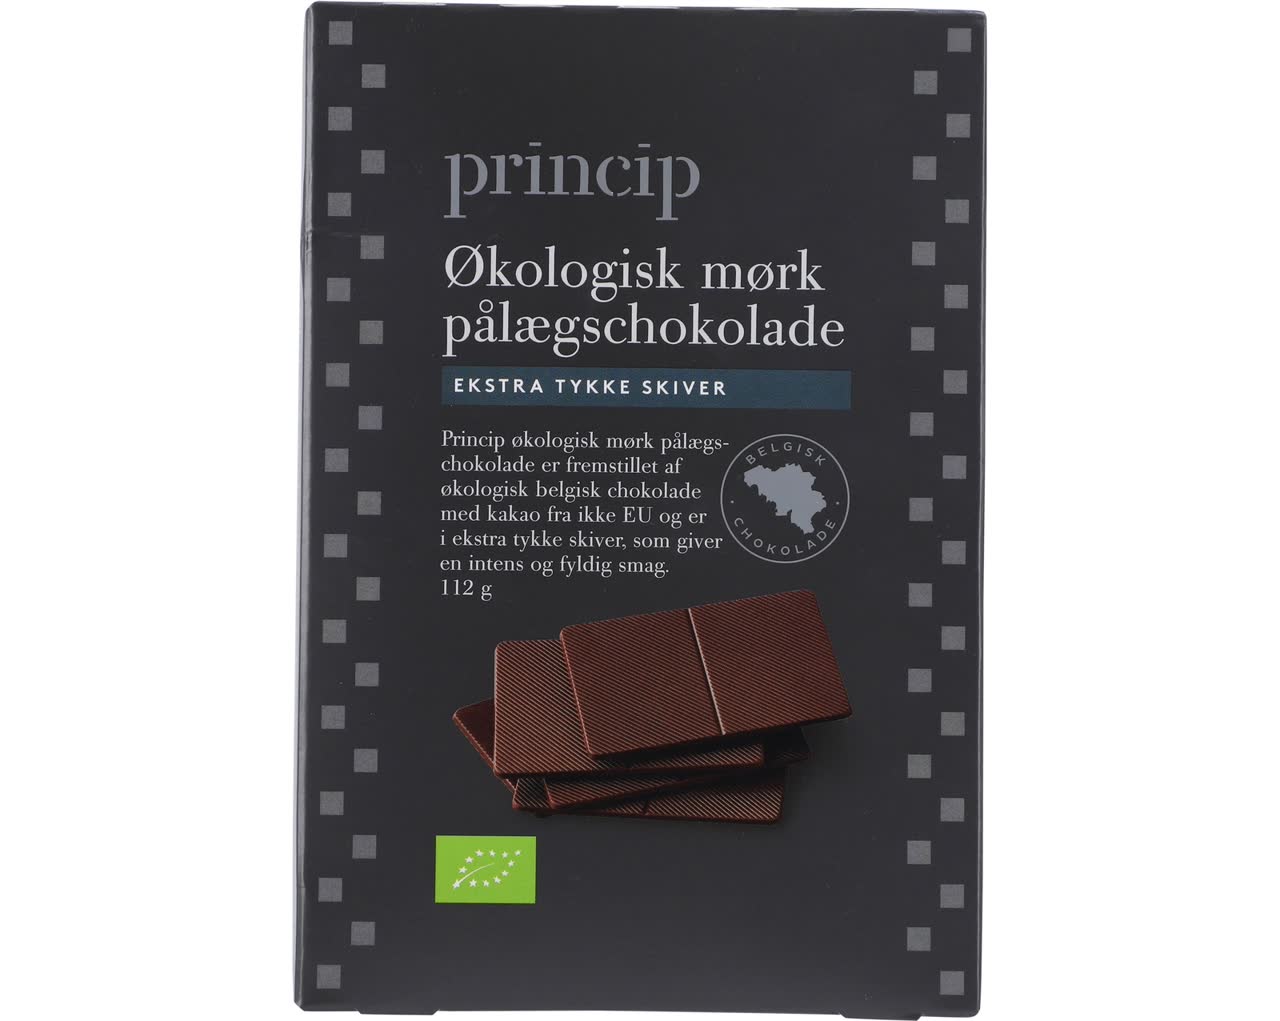 princip
Økologisk mørk
pålægschokolade
EKSTRA TYKKE SKIVER
Princip økologisk mørk pålægs-
chokolade er fremstillet af
økologisk belgisk chokolade
med kakao fra ikke EU og er
i ekstra tykke skiver, som giver
en intens og fyldig smag.
112 g
BELGISK
CHOKOLADE